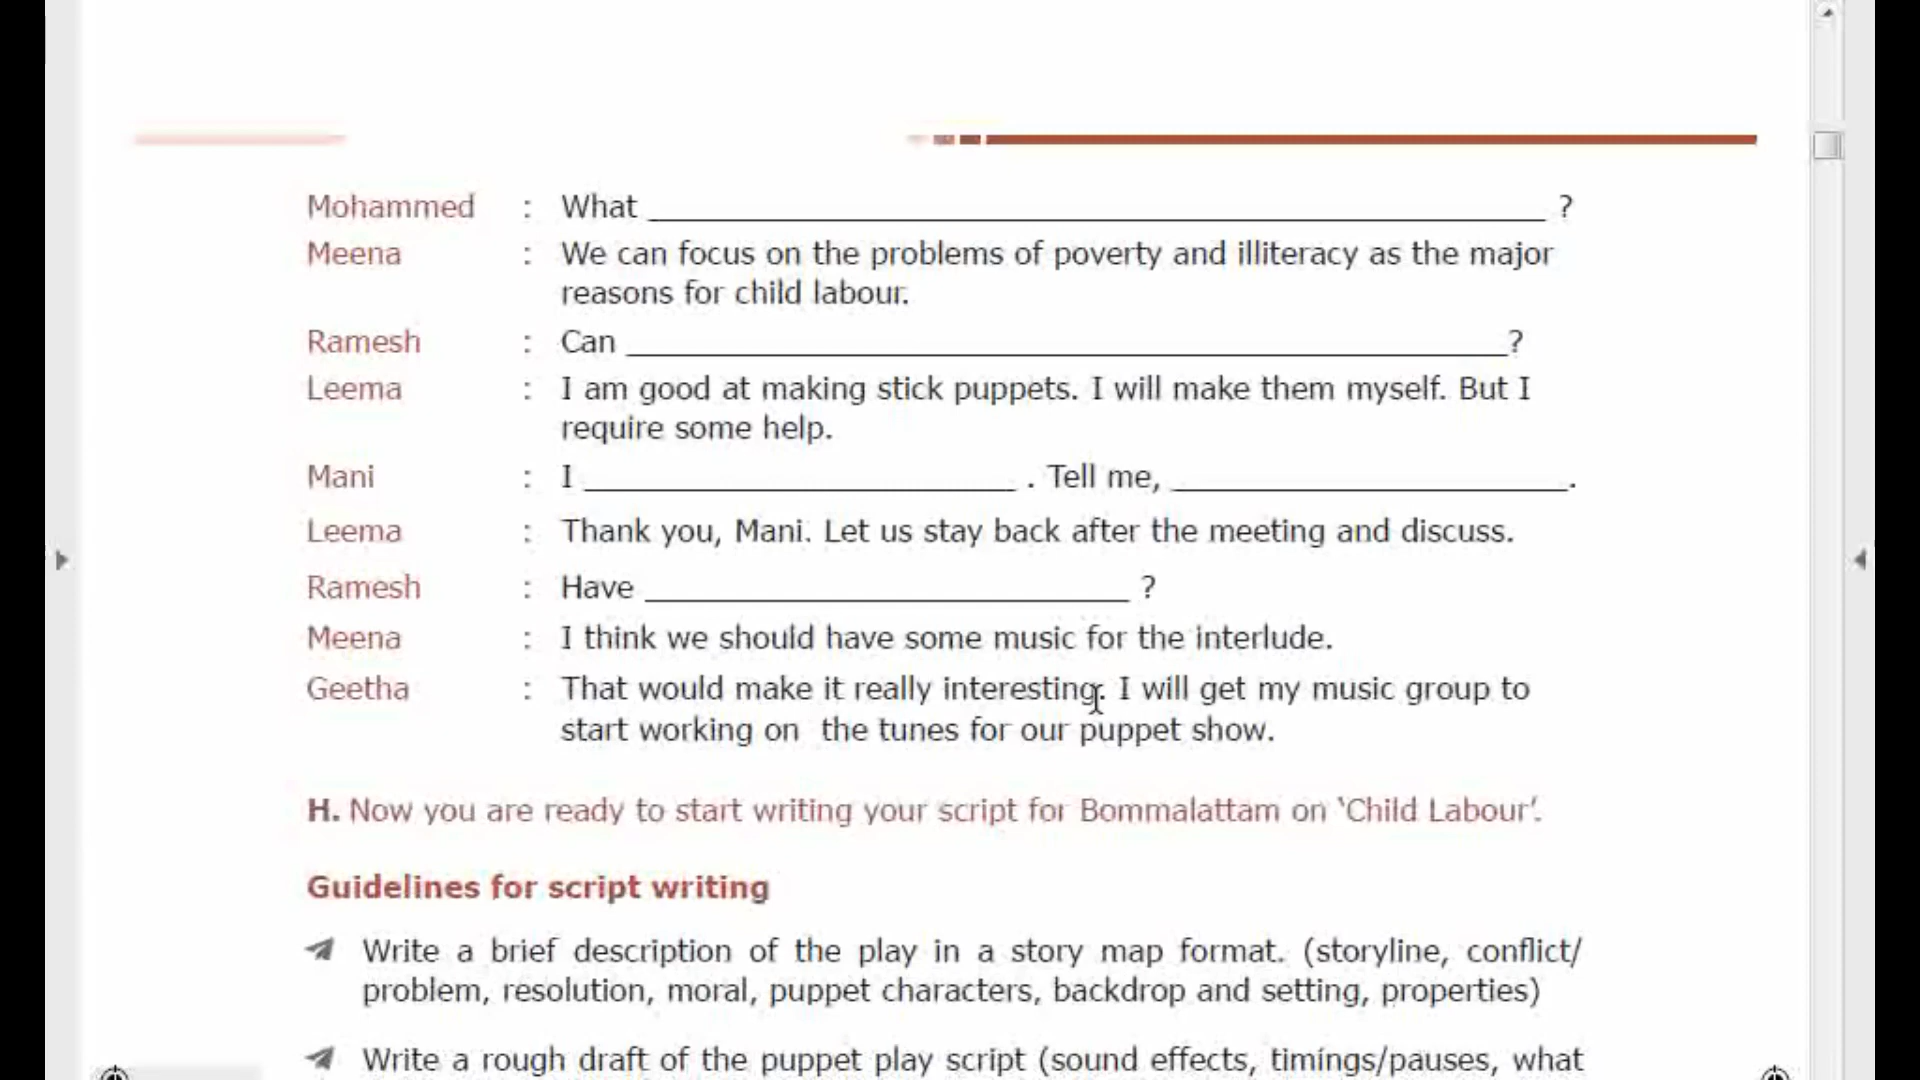 Mohammed : What ______________________________ ?
Meena : We can focus on the problems of poverty and illiteracy as the major
reasons for child labour.
Ramesh : Can ______________________________?
Leema : I am good at making stick puppets. I will make them myself. But I
require some help.
Mani : I ____________________ . Tell me, ____________________.
Leema : Thank you, Mani. Let us stay back after the meeting and discuss.
Ramesh : Have ____________________ ?
Meena : I think we should have some music for the interlude.
Geetha : That would make it really interesting. I will get my music group to
start working on the tunes for our puppet show.
H. Now you are ready to start writing your script for Bommalattam on ‘Child Labour’.
Guidelines for script writing
Write a brief description of the play in a story map format. (storyline, conflict/
problem, resolution, moral, puppet characters, backdrop and setting, properties)
Write a rough draft of the puppet play script (sound effects, timings/pauses, what